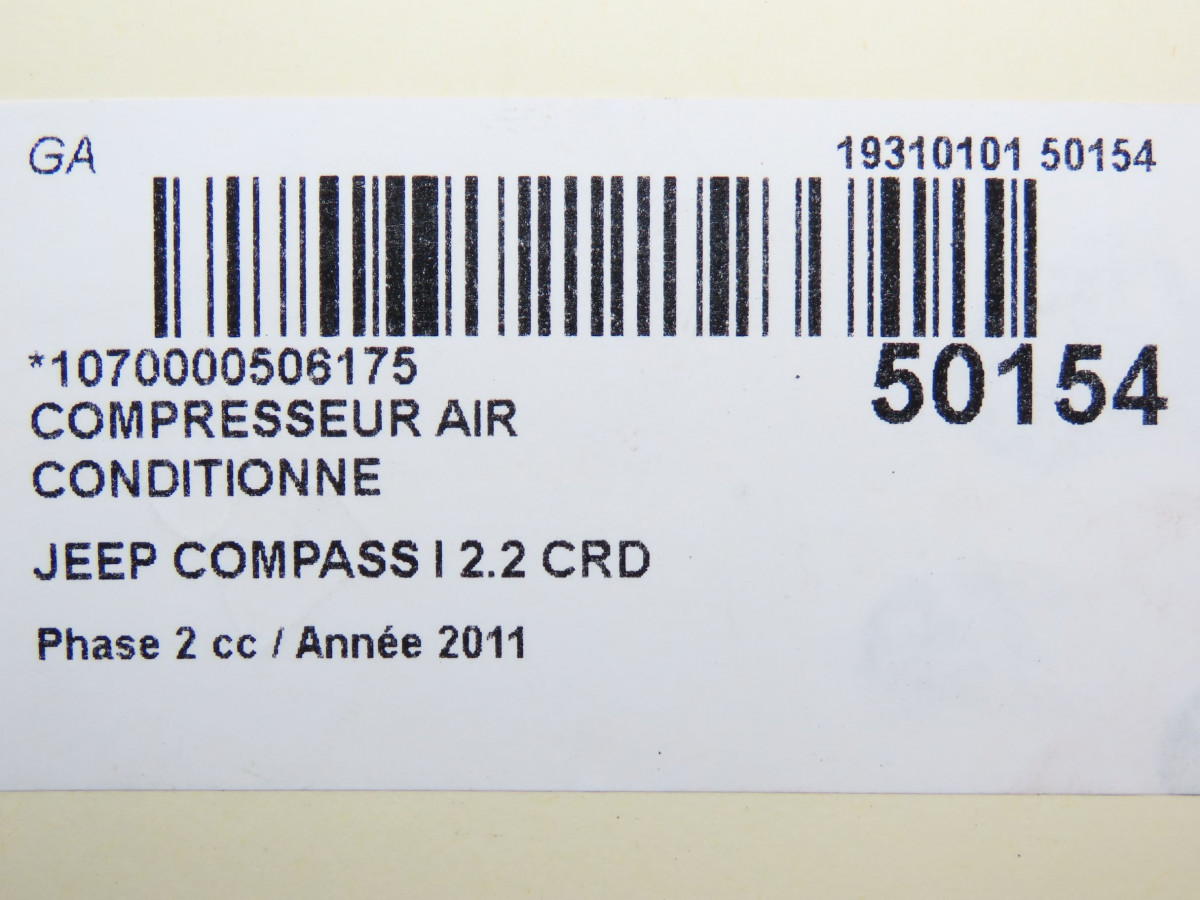 GA
19310101 50154
*1070000506175
50154
COMPRESSEUR AIR
CONDITIONNE
JEEP COMPASS I 2.2 CRD
Phase 2 cc / Année 2011